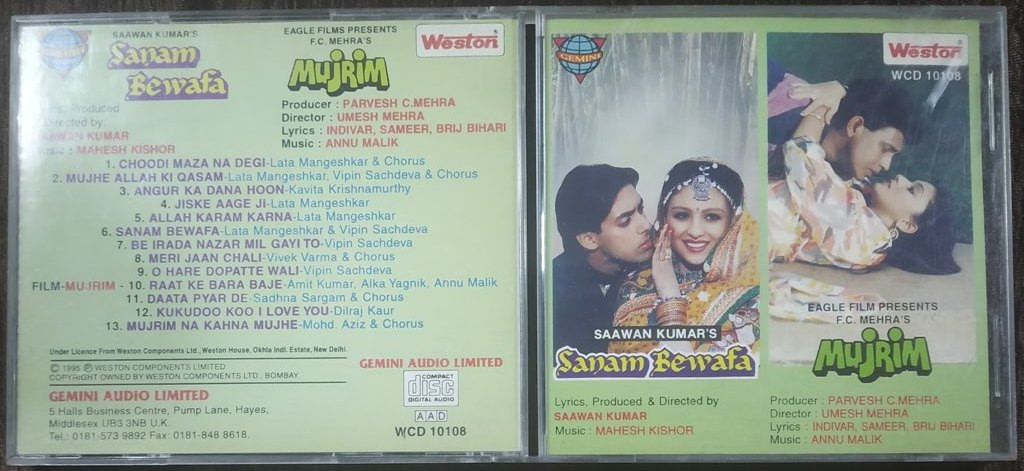 GEMINI
SAAWAN KUMAR'S
Sanam
Bewafa
EAGLE FILMS PRESENTS
F.C. MEHRA'S
MUJRIM
Weston
Produced
Directed by:
KUMAR
Music : MAHESH KISHOR
Producer : PARVESH C.MEHRA
Director : UMESH MEHRA
Lyrics : INDIVAR, SAMEER, BRIJ BIHARI
Music : ANNU MALIK
1. CHOODI MAZA NA DEGI-Lata Mangeshkar & Chorus
2. MUJHE ALLAH KI QASAM-Lata Mangeshkar, Vipin Sachdeva & Chorus
3. ANGUR KA DANA HOON-Kavita Krishnamurthy
4. JISKE AAGE JI-Lata Mangeshkar
5. ALLAH KARAM KARNA-Lata Mangeshkar
6. SANAM BEWAFA-Lata Mangeshkar & Vipin Sachdeva
7. BE IRADA NAZAR MIL GAYI TO-Vipin Sachdeva
8. MERI JAAN CHALI-Vivek Varma & Chorus
9. O HARE DOPATTE WALI-Vipin Sachdeva
FILM-MUJRIM - 10. RAAT KE BARA BAJE-Amit Kumar, Alka Yagnik, Annu Malik
11. DAATA PYAR DE-Sadhna Sargam & Chorus
12. KUKUDOO KOO I LOVE YOU-Dilraj Kaur
13. MUJRIM NA KAHNA MUJHE-Mohd. Aziz & Chorus
Under Licence From Weston Components Ltd., Weston House, Okhla Indl. Estate, New Delhi.
© 1995 Ⓟ WESTON COMPONENTS LIMITED
COPYRIGHT OWNED BY WESTON COMPONENTS LTD., BOMBAY.
GEMINI AUDIO LIMITED
5 Halls Business Centre, Pump Lane, Hayes,
Middlesex UB3 3NB U.K.
Tel.: 0181-573 9892 Fax: 0181-848 8618.
GEMINI AUDIO LIMITED
COMPACT
disc
DIGITAL AUDIO
AAD
WCD 10108
GEMINI
Weston
WCD 10108
SAAWAN KUMAR'S
Sanam Bewafa
EAGLE FILM PRESENTS
F.C. MEHRA'S
MUJRIM
Lyrics, Produced & Directed by
SAAWAN KUMAR
Music : MAHESH KISHOR
Producer : PARVESH C.MEHRA
Director : UMESH MEHRA
Lyrics : INDIVAR, SAMEER, BRIJ BIHARI
Music : ANNU MALIK